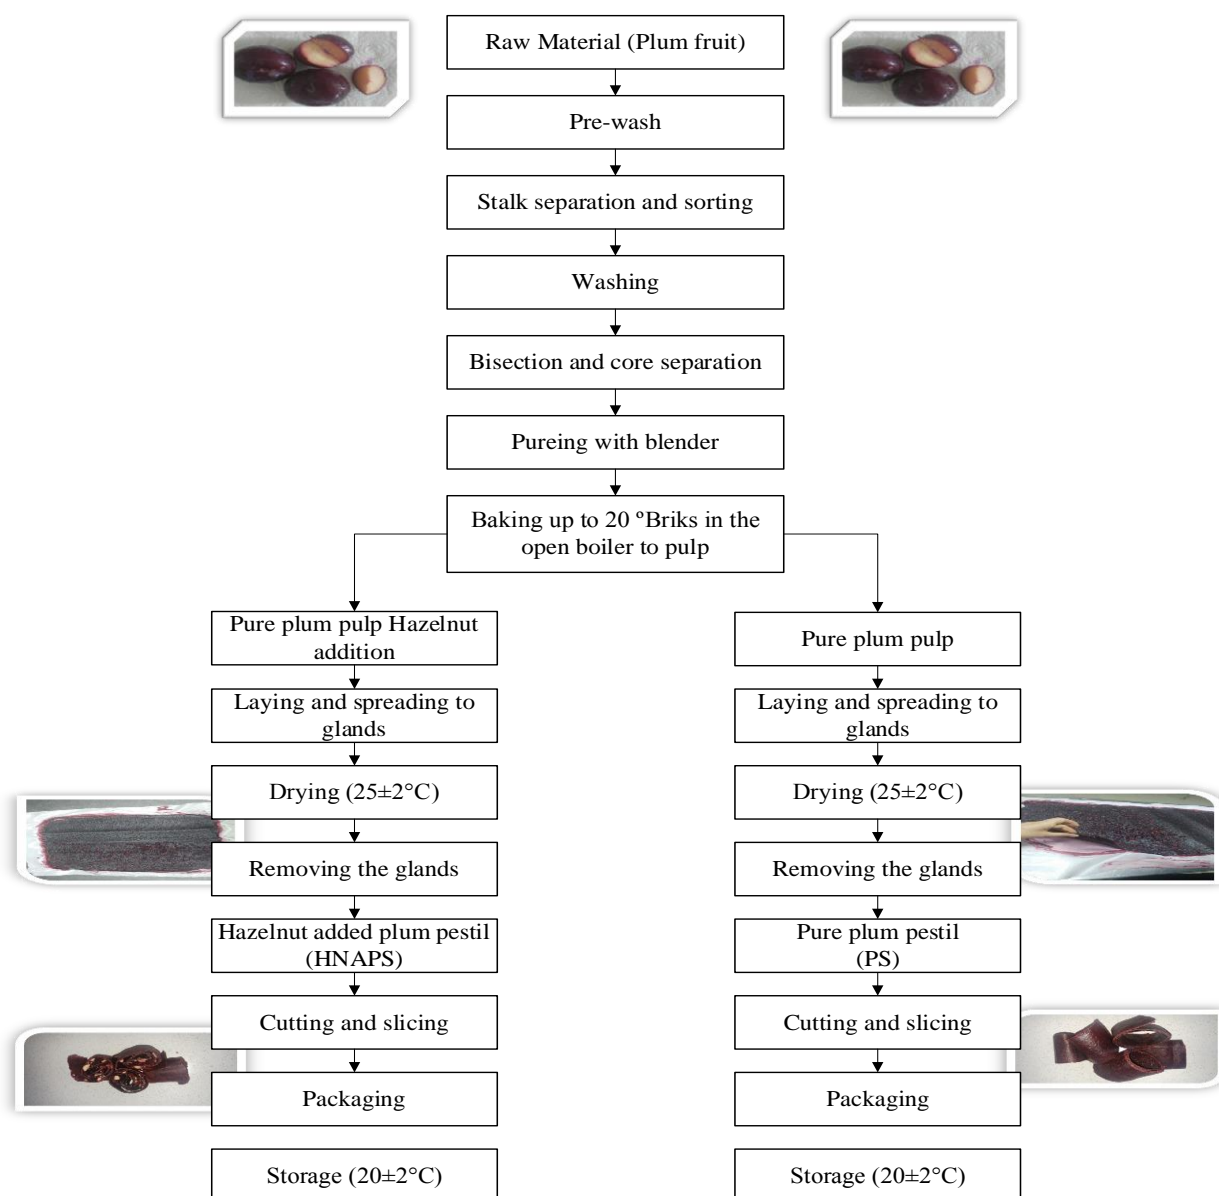 Raw Material (Plum fruit)
Pre-wash
Stalk separation and sorting
Washing
Bisection and core separation
Pureing with blender
Baking up to 20 °Briks in the
open boiler to pulp
Pure plum pulp Hazelnut
addition
Laying and spreading to
glands
Drying (25±2°C)
Removing the glands
Hazelnut added plum pestil
(HNAPS)
Cutting and slicing
Packaging
Storage (20±2°C)
Pure plum pulp
Laying and spreading to
glands
Drying (25±2°C)
Removing the glands
Pure plum pestil
(PS)
Cutting and slicing
Packaging
Storage (20±2°C)